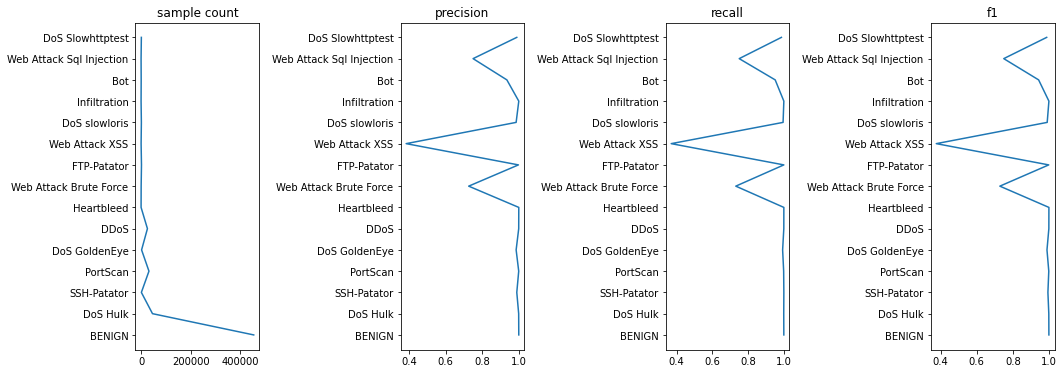 sample count
DoS Slowhttptest
Web Attack Sql Injection
Bot
Infiltration
DoS slowloris
Web Attack XSS
FTP-Patator
Web Attack Brute Force
Heartbleed
DDoS
DoS GoldenEye
PortScan
SSH-Patator
DoS Hulk
BENIGN
0 200000 400000
precision
DoS Slowhttptest
Web Attack Sql Injection
Bot
Infiltration
DoS slowloris
Web Attack XSS
FTP-Patator
Web Attack Brute Force
Heartbleed
DDoS
DoS GoldenEye
PortScan
SSH-Patator
DoS Hulk
BENIGN
0.4 0.6 0.8 1.0
recall
DoS Slowhttptest
Web Attack Sql Injection
Bot
Infiltration
DoS slowloris
Web Attack XSS
FTP-Patator
Web Attack Brute Force
Heartbleed
DDoS
DoS GoldenEye
PortScan
SSH-Patator
DoS Hulk
BENIGN
0.4 0.6 0.8 1.0
f1
DoS Slowhttptest
Web Attack Sql Injection
Bot
Infiltration
DoS slowloris
Web Attack XSS
FTP-Patator
Web Attack Brute Force
Heartbleed
DDoS
DoS GoldenEye
PortScan
SSH-Patator
DoS Hulk
BENIGN
0.4 0.6 0.8 1.0